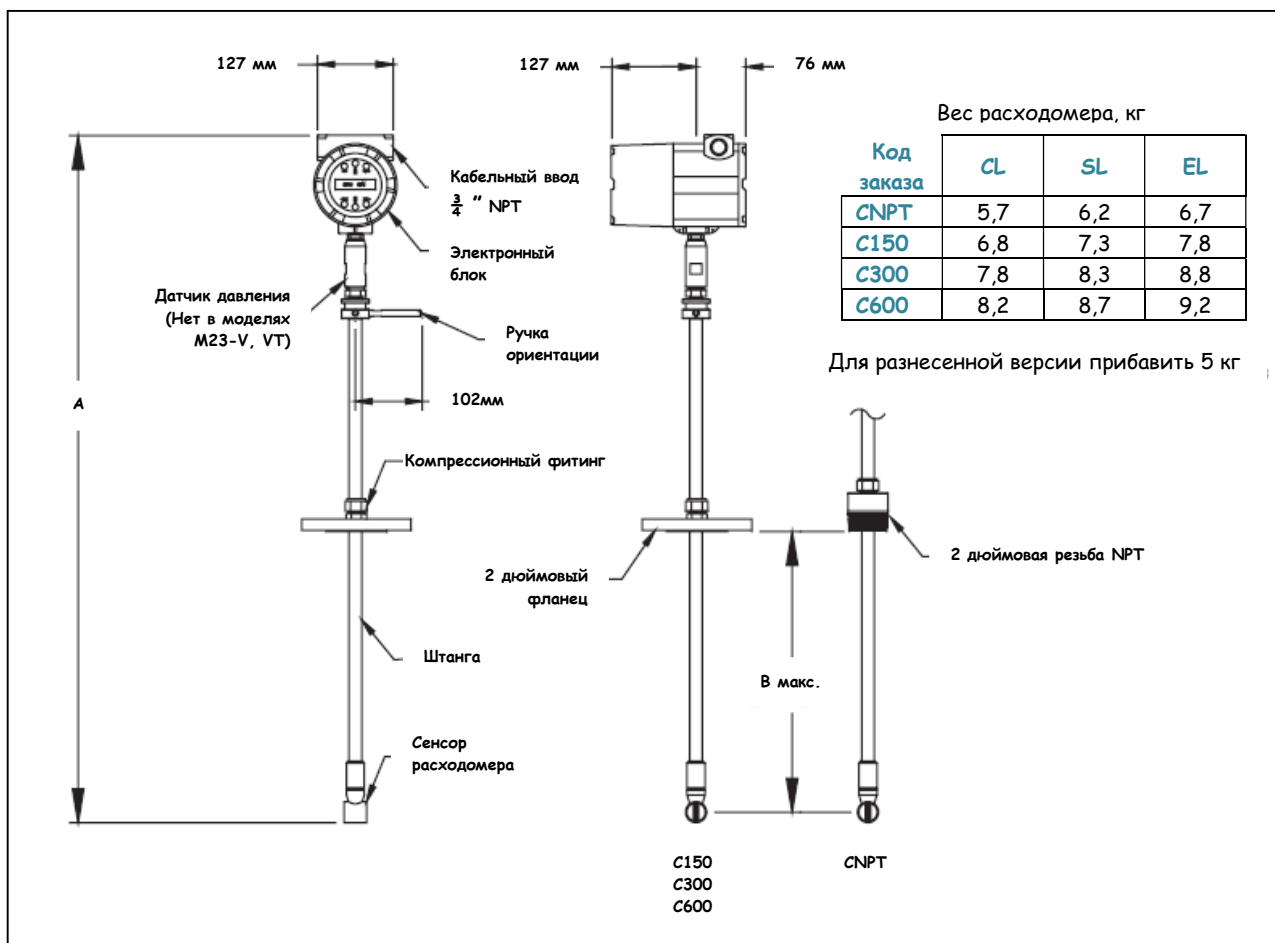 127 мм
127 мм
76 мм
Вес расходомера, кг
Код заказа CL SL EL
CNPT 5,7 6,2 6,7
C150 6,8 7,3 7,8
C300 7,8 8,3 8,8
C600 8,2 8,7 9,2
Для разнесенной версии прибавить 5 кг
Кабельный ввод
3/4 " NPT
Электронный
блок
Датчик давления
(Нет в моделях
M23-V, VT)
Ручка
ориентации
A
102мм
Компрессионный фитинг
2 дюймовый
фланец
2 дюймовая резьба NPT
Штанга
B макс.
Сенсор
расходомера
C150
C300
C600
CNPT